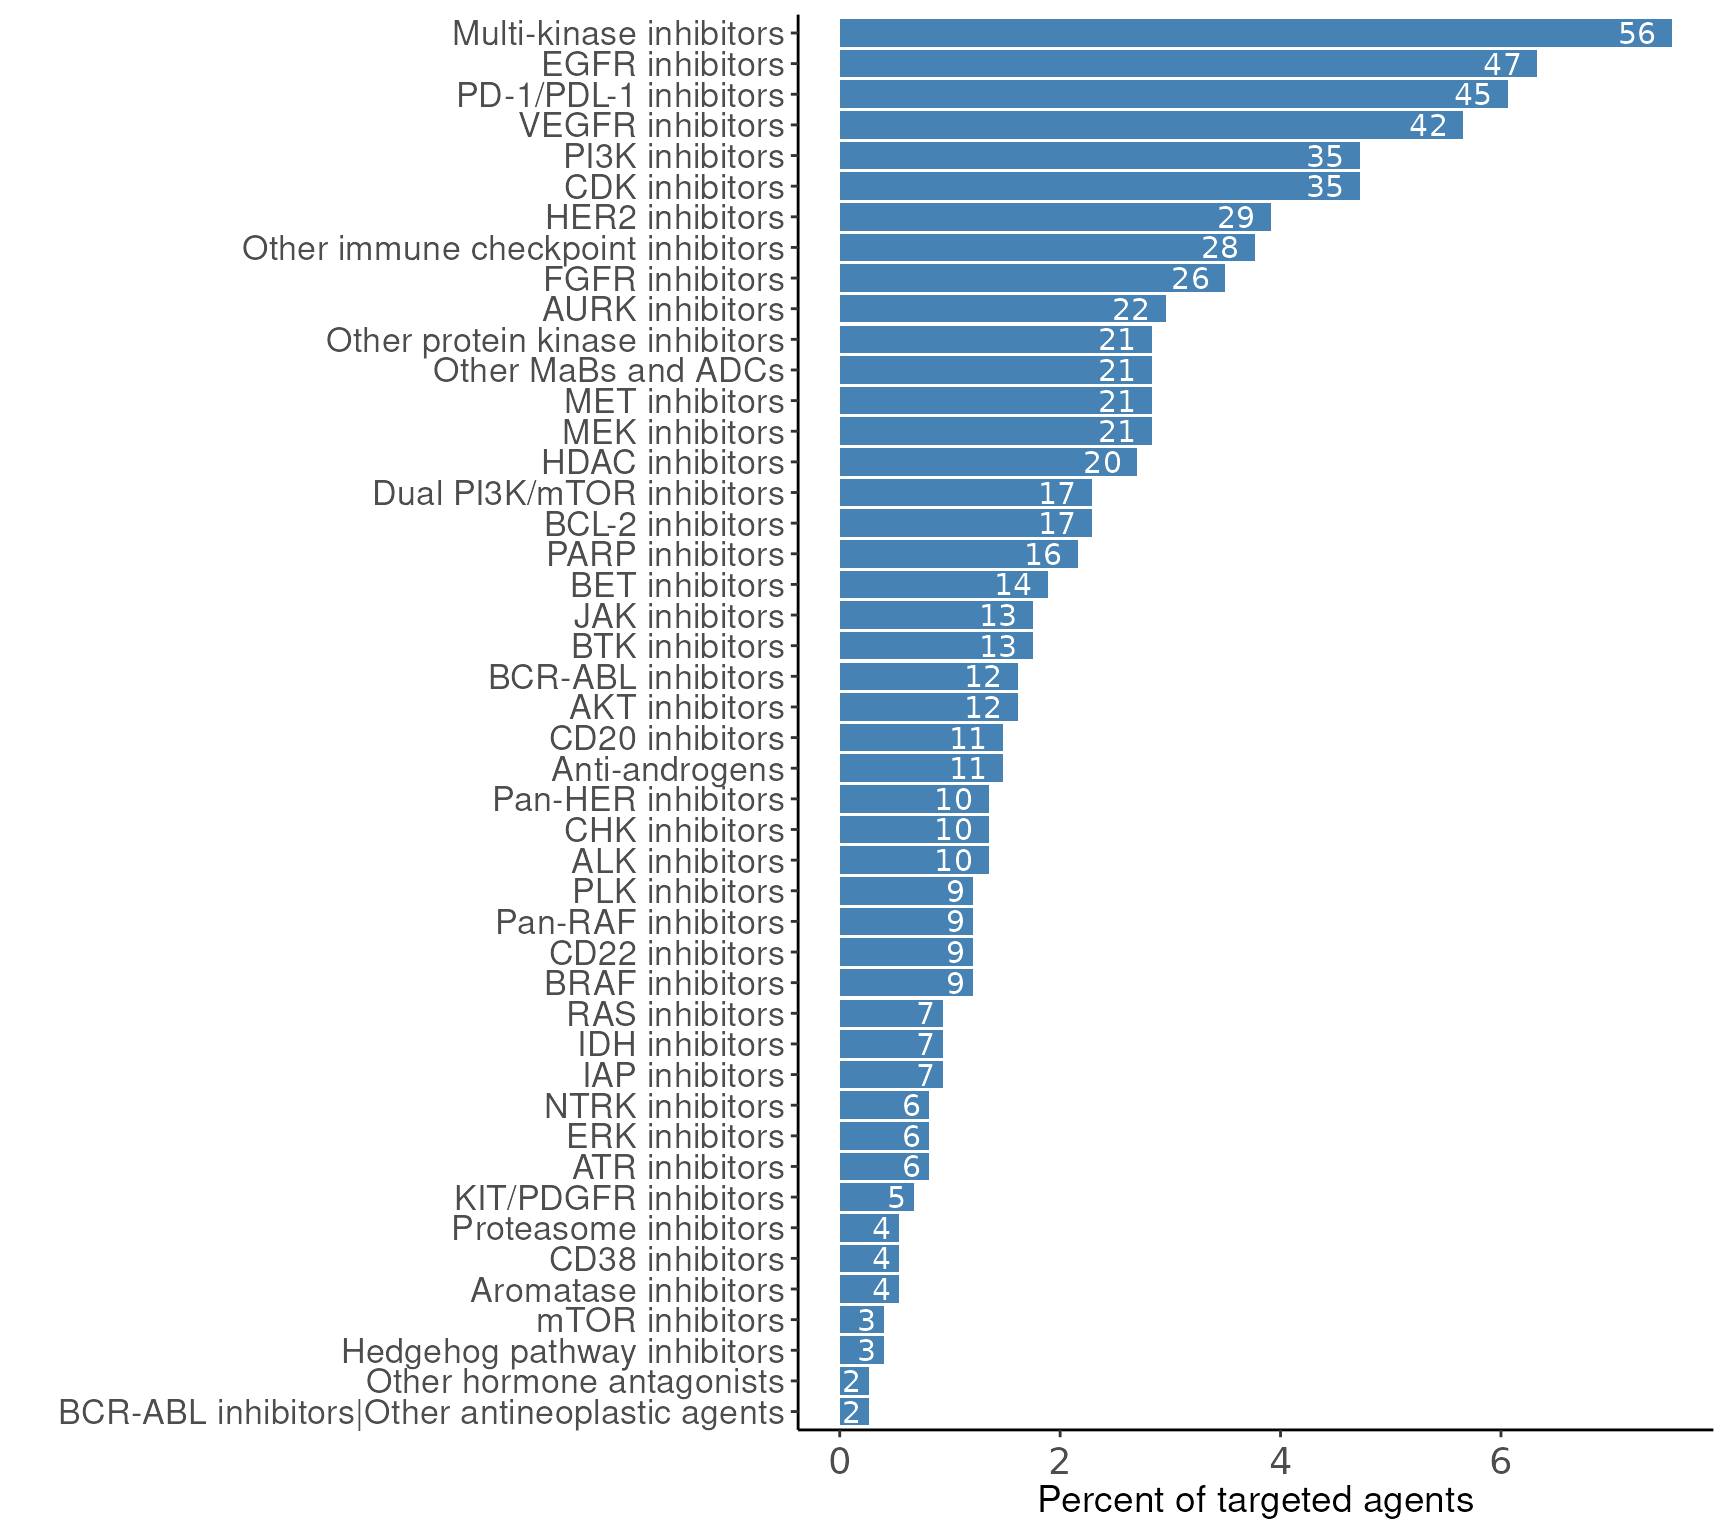 Multi-kinase inhibitors 56
EGFR inhibitors 47
PD-1/PDL-1 inhibitors 45
VEGFR inhibitors 42
PI3K inhibitors 35
CDK inhibitors 35
HER2 inhibitors 29
Other immune checkpoint inhibitors 28
FGFR inhibitors 26
AURK inhibitors 22
Other protein kinase inhibitors 21
Other MaBs and ADCs 21
MET inhibitors 21
MEK inhibitors 21
HDAC inhibitors 20
Dual PI3K/mTOR inhibitors 17
BCL-2 inhibitors 17
PARP inhibitors 16
BET inhibitors 14
JAK inhibitors 13
BTK inhibitors 13
BCR-ABL inhibitors 12
AKT inhibitors 12
CD20 inhibitors 11
Anti-androgens 11
Pan-HER inhibitors 10
CHK inhibitors 10
ALK inhibitors 10
PLK inhibitors 9
Pan-RAF inhibitors 9
CD22 inhibitors 9
BRAF inhibitors 9
RAS inhibitors 7
IDH inhibitors 7
IAP inhibitors 7
NTRK inhibitors 6
ERK inhibitors 6
ATR inhibitors 6
KIT/PDGFR inhibitors 5
Proteasome inhibitors 4
CD38 inhibitors 4
Aromatase inhibitors 4
mTOR inhibitors 3
Hedgehog pathway inhibitors 3
Other hormone antagonists 2
BCR-ABL inhibitors|Other antineoplastic agents 2
0 2 4 6
Percent of targeted agents